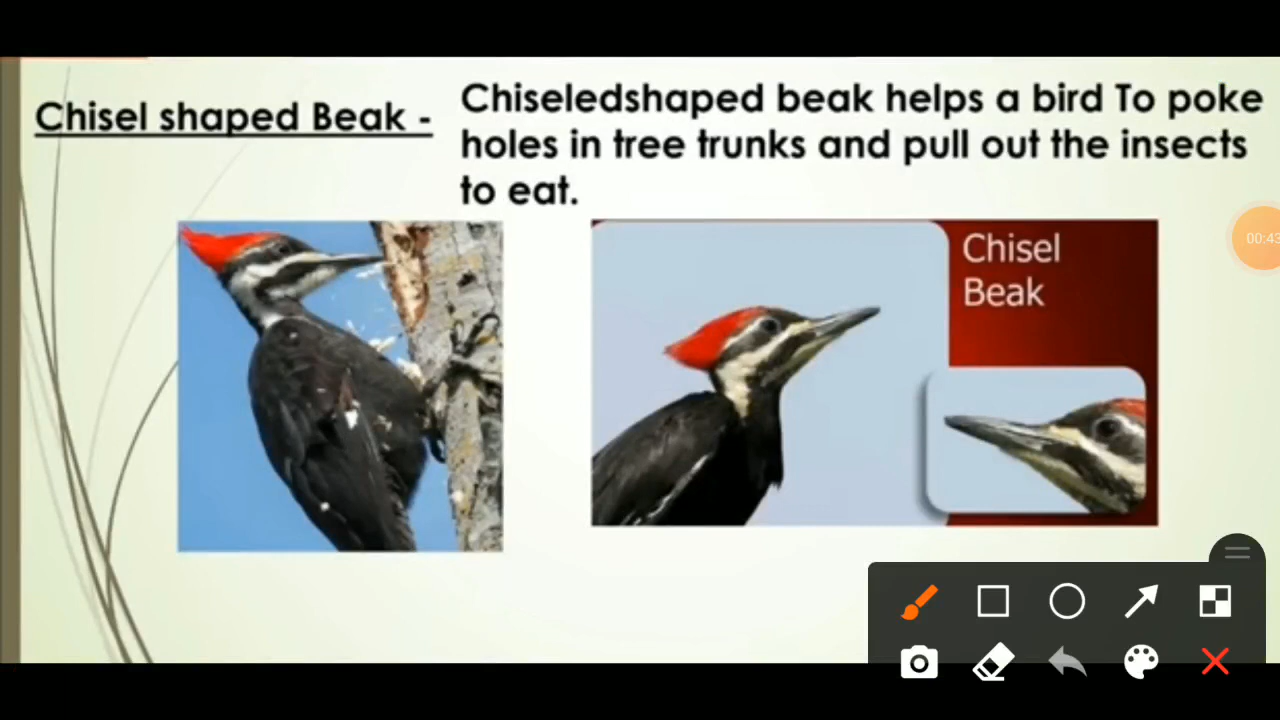 Chisel shaped Beak -
Chiseledshaped beak helps a bird To poke
holes in tree trunks and pull out the insects
to eat.
Chisel
Beak
00:43